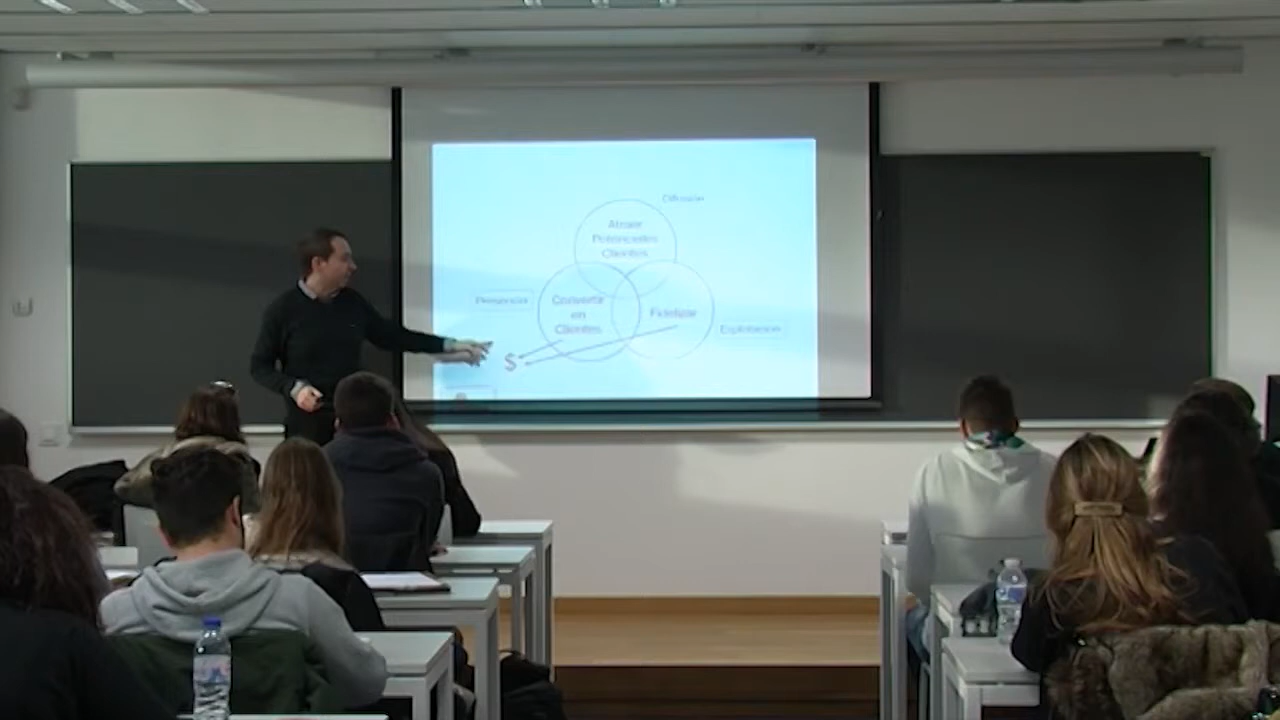 Difusión
Atraer
Potenciales
Clientes
Presencia
Convertir
en
Clientes
Fidelizar
Explotación
$